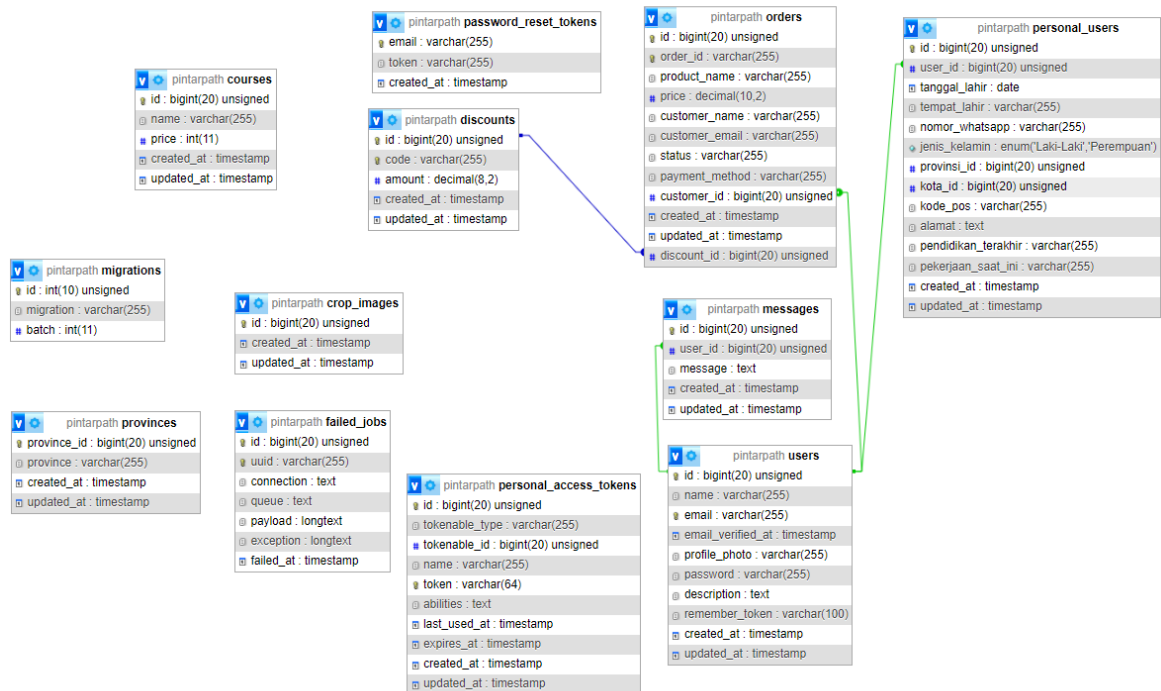 pintarpath password_reset_tokens
email : varchar(255)
token : varchar(255)
created_at : timestamp
pintarpath orders
id : bigint(20) unsigned
order_id : varchar(255)
product_name : varchar(255)
price : decimal(10,2)
customer_name : varchar(255)
customer_email : varchar(255)
status : varchar(255)
payment_method : varchar(255)
customer_id : bigint(20) unsigned
created_at : timestamp
updated_at : timestamp
discount_id : bigint(20) unsigned
pintarpath personal_users
id : bigint(20) unsigned
user_id : bigint(20) unsigned
tanggal_lahir : date
tempat_lahir : varchar(255)
nomor_whatsapp : varchar(255)
jenis_kelamin : enum('Laki-Laki','Perempuan')
provinsi_id : bigint(20) unsigned
kota_id : bigint(20) unsigned
kode_pos : varchar(255)
alamat : text
pendidikan_terakhir : varchar(255)
pekerjaan_saat_ini : varchar(255)
created_at : timestamp
updated_at : timestamp
pintarpath courses
id : bigint(20) unsigned
name : varchar(255)
price : int(11)
created_at : timestamp
updated_at : timestamp
pintarpath discounts
id : bigint(20) unsigned
code : varchar(255)
amount : decimal(8,2)
created_at : timestamp
updated_at : timestamp
pintarpath migrations
id : int(10) unsigned
migration : varchar(255)
batch : int(11)
pintarpath crop_images
id : bigint(20) unsigned
created_at : timestamp
updated_at : timestamp
pintarpath messages
id : bigint(20) unsigned
user_id : bigint(20) unsigned
message : text
created_at : timestamp
updated_at : timestamp
pintarpath provinces
province_id : bigint(20) unsigned
province : varchar(255)
created_at : timestamp
updated_at : timestamp
pintarpath failed_jobs
id : bigint(20) unsigned
uuid : varchar(255)
connection : text
queue : text
payload : longtext
exception : longtext
failed_at : timestamp
pintarpath personal_access_tokens
id : bigint(20) unsigned
tokenable_type : varchar(255)
tokenable_id : bigint(20) unsigned
name : varchar(255)
token : varchar(64)
abilities : text
last_used_at : timestamp
expires_at : timestamp
created_at : timestamp
updated_at : timestamp
pintarpath users
id : bigint(20) unsigned
name : varchar(255)
email : varchar(255)
email_verified_at : timestamp
profile_photo : varchar(255)
password : varchar(255)
description : text
remember_token : varchar(100)
created_at : timestamp
updated_at : timestamp